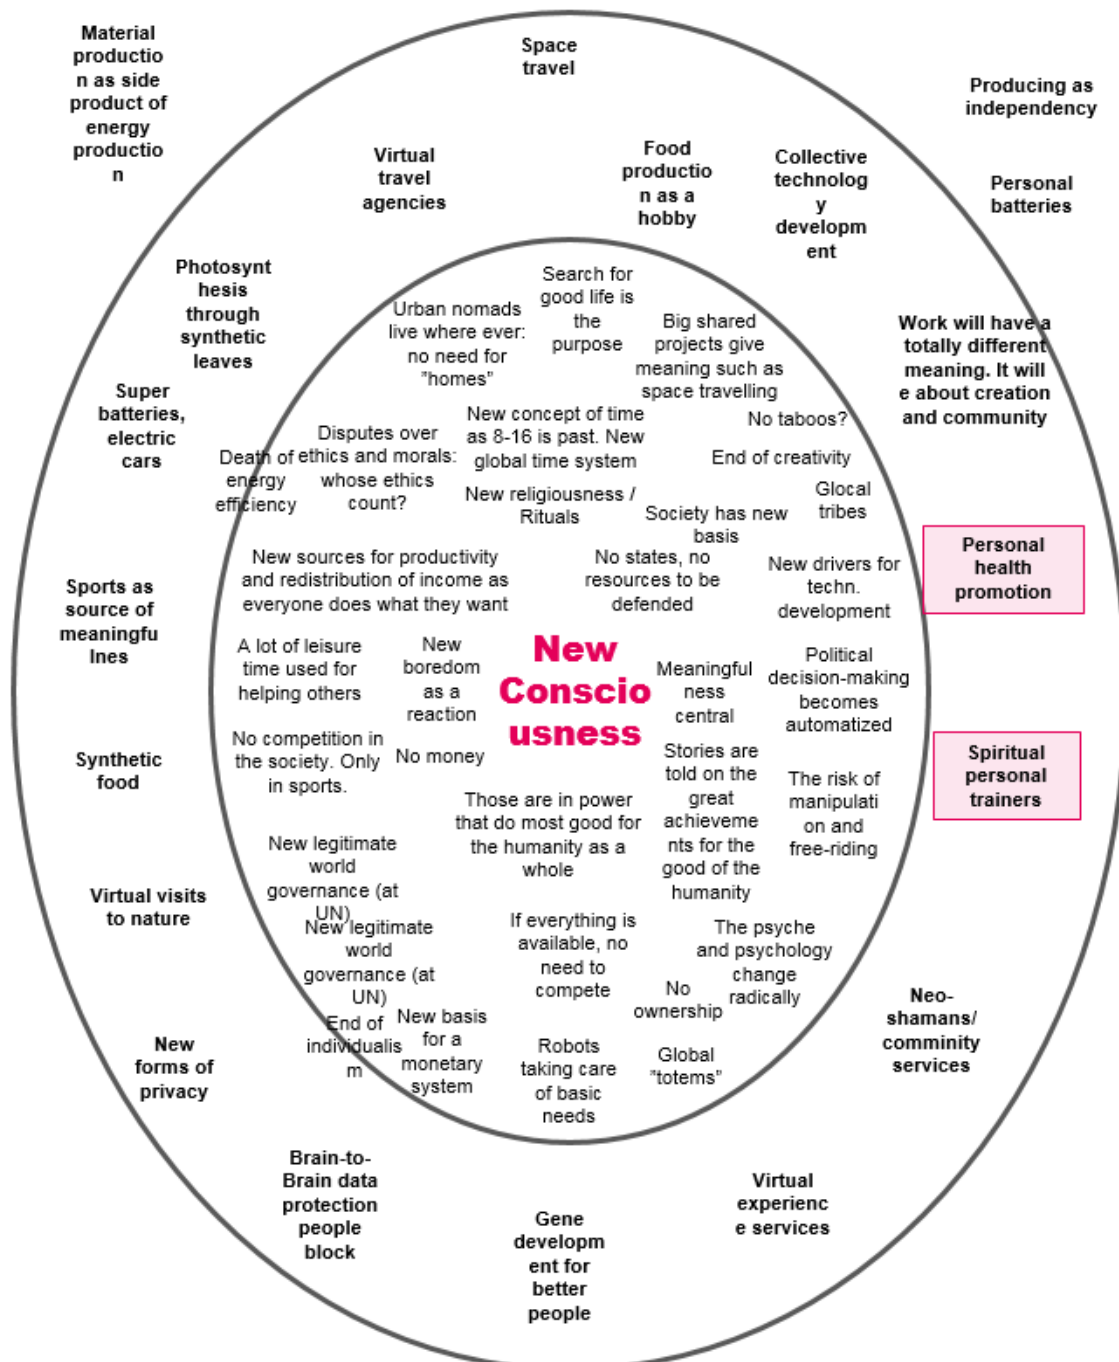 Material
productio
n as side
product of
energy
productio
n
Space
travel
Producing as
independency
Virtual
travel
agencies
Food
productio
n as a
hobby
Collective
technolog
y
developm
ent
Personal
batteries
Photosynt
hesis
through
synthetic
leaves
Urban nomads
live where ever:
no need for
"homes"
Search for
good life is
the
purpose
Big shared
projects give
meaning such as
space travelling
Work will have a
totally different
meaning. It will
e about creation
and community
Super
batteries,
electric
cars
Death of
energy
efficiency
Disputes over
ethics and morals:
whose ethics
count?
New concept of time
as 8-16 is past. New
global time system
No taboos?
End of creativity
New religiousness /
Rituals
Society has new
basis
Glocal
tribes
Personal
health
promotion
New sources for productivity
and redistribution of income as
everyone does what they want
No states, no
resources to be
defended
New drivers for
techn.
development
Sports as
source of
meaningfu
lnes
A lot of leisure
time used for
helping others
New
boredom
as a
reaction
New
Conscio
usness
Meaningful
ness
central
Political
decision-making
becomes
automatized
Synthetic
food
No competition in
the society. Only
in sports.
No money
Stories are
told on the
great
achieveme
nts for the
good of the
humanity
The risk of
manipulati
on and
free-riding
Spiritual
personal
trainers
Those are in power
that do most good for
the humanity as a
whole
New legitimate
world
governance (at
UN)
Virtual visits
to nature
New legitimate
world
governance (at
UN)
If everything is
available, no
need to
compete
The psyche
and psychology
change
radically
No
ownership
Neo-
shamans/
comminity
services
New
forms of
privacy
End of
individualis
m
New basis
for a
monetary
system
Robots
taking care
of basic
needs
Global
"totems"
Brain-to-
Brain data
protection
people
block
Gene
developm
ent for
better
people
Virtual
experienc
e services